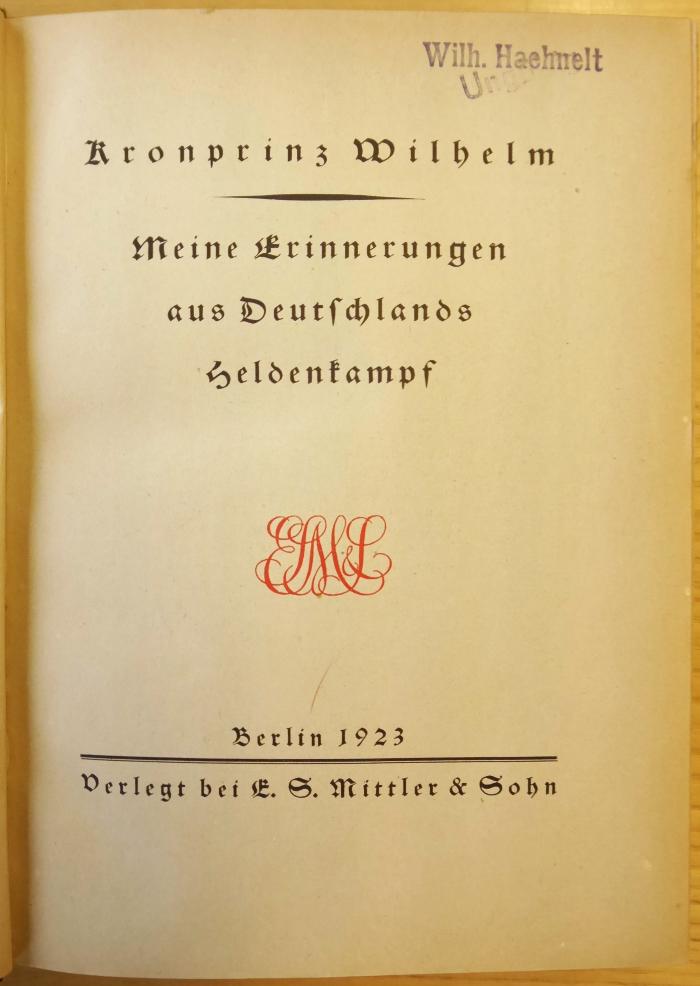 Wilh. Haehnelt
Kronprinz Wilhelm
Meine Erinnerungen
aus Deutſchlands
Heldenkampf
Berlin 1923
Verlegt bei E. S. Mittler & Sohn